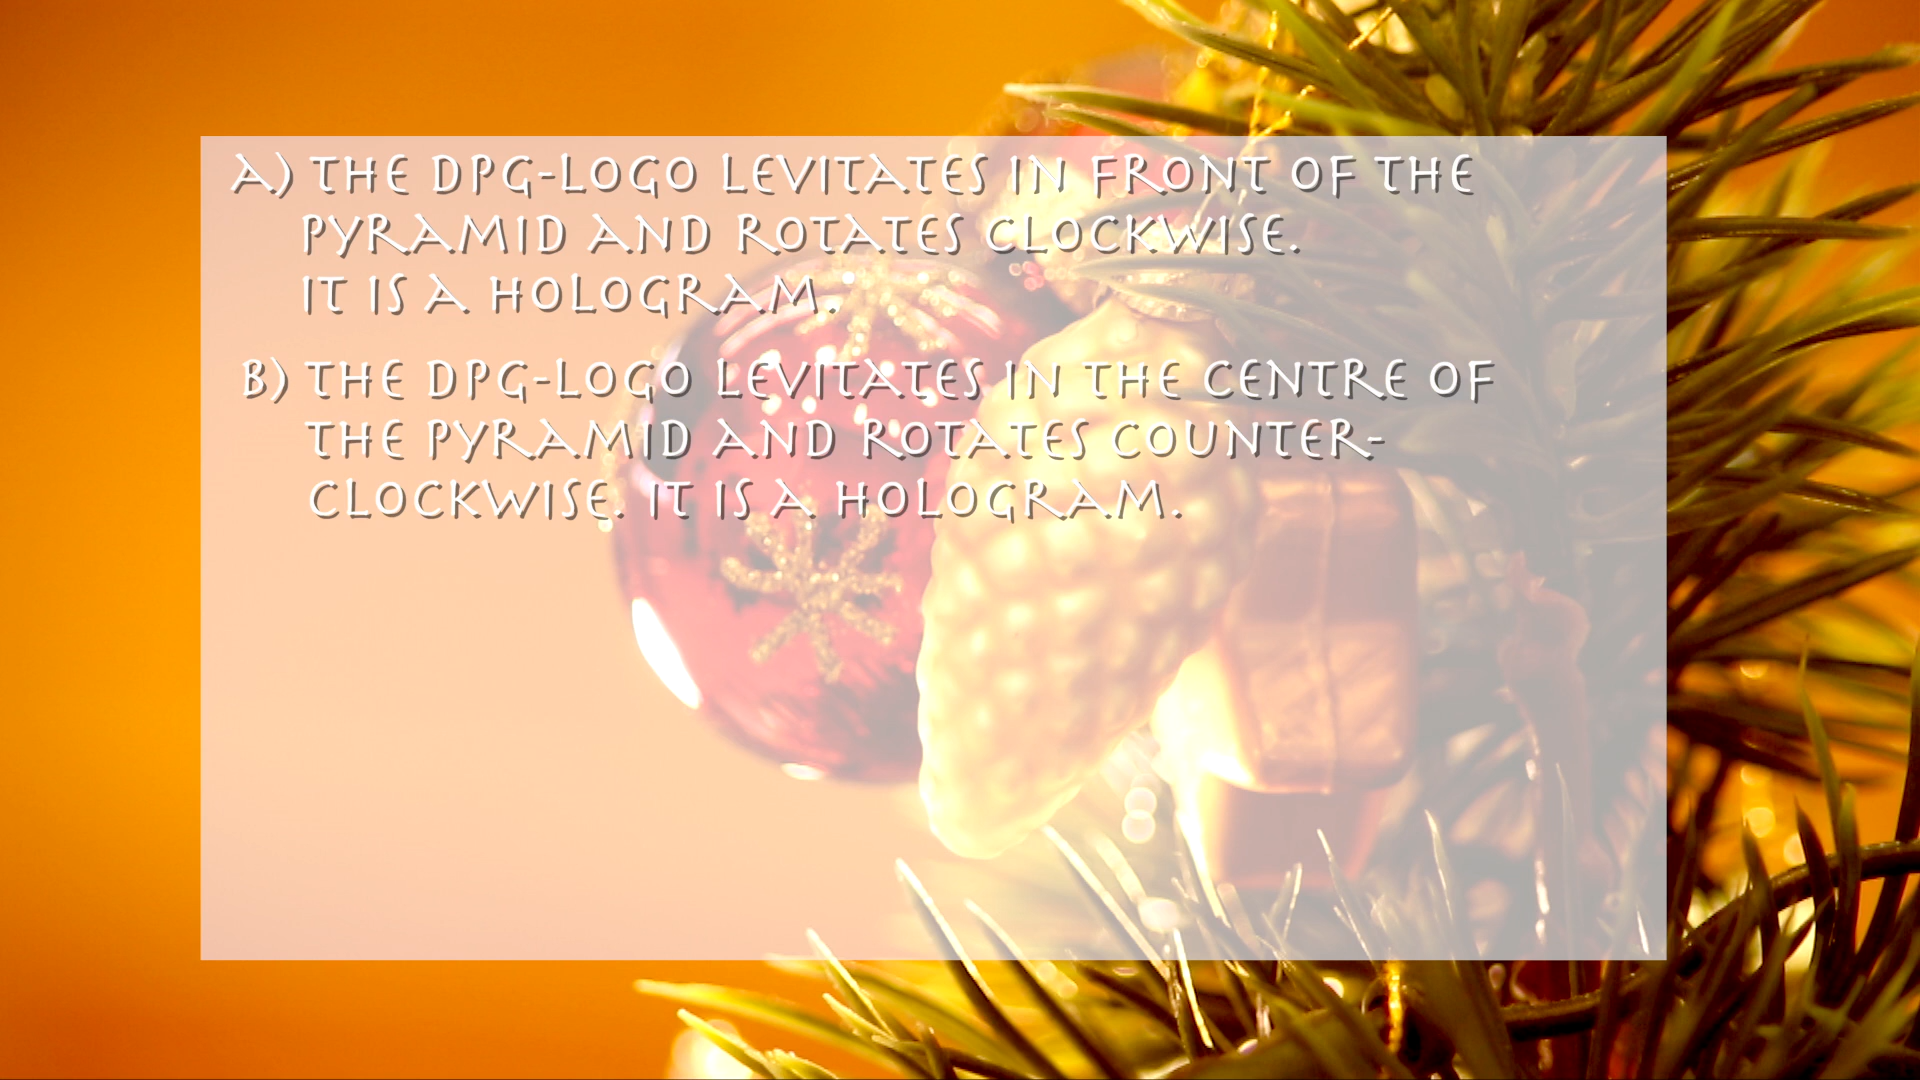 A) THE DPG-LOGO LEVITATES IN FRONT OF THE
PYRAMID AND ROTATES CLOCKWISE.
IT IS A HOLOGRAM.
B) THE DPG-LOGO LEVITATES IN THE CENTRE OF
THE PYRAMID AND ROTATES COUNTER-
CLOCKWISE. IT IS A HOLOGRAM.